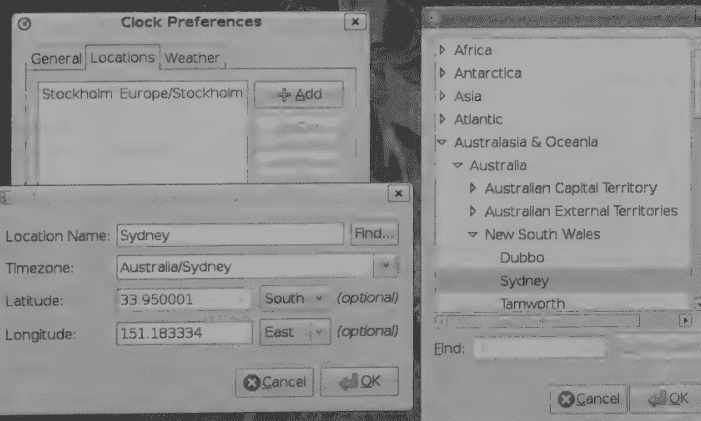 Clock Preferences
General Locations Weather
Stockholm Europe/Stockholm
Add
Location Name: Sydney Find...
Timezone: Australia/Sydney
Latitude: 33.950001 South (optional)
Longitude: 151.183334 East (optional)
Cancel OK
Africa
Antarctica
Asia
Atlantic
Australasia & Oceania
Australia
Australian Capital Territory
Australian External Territories
New South Wales
Dubbo
Sydney
Tamworth
Find:
Cancel OK